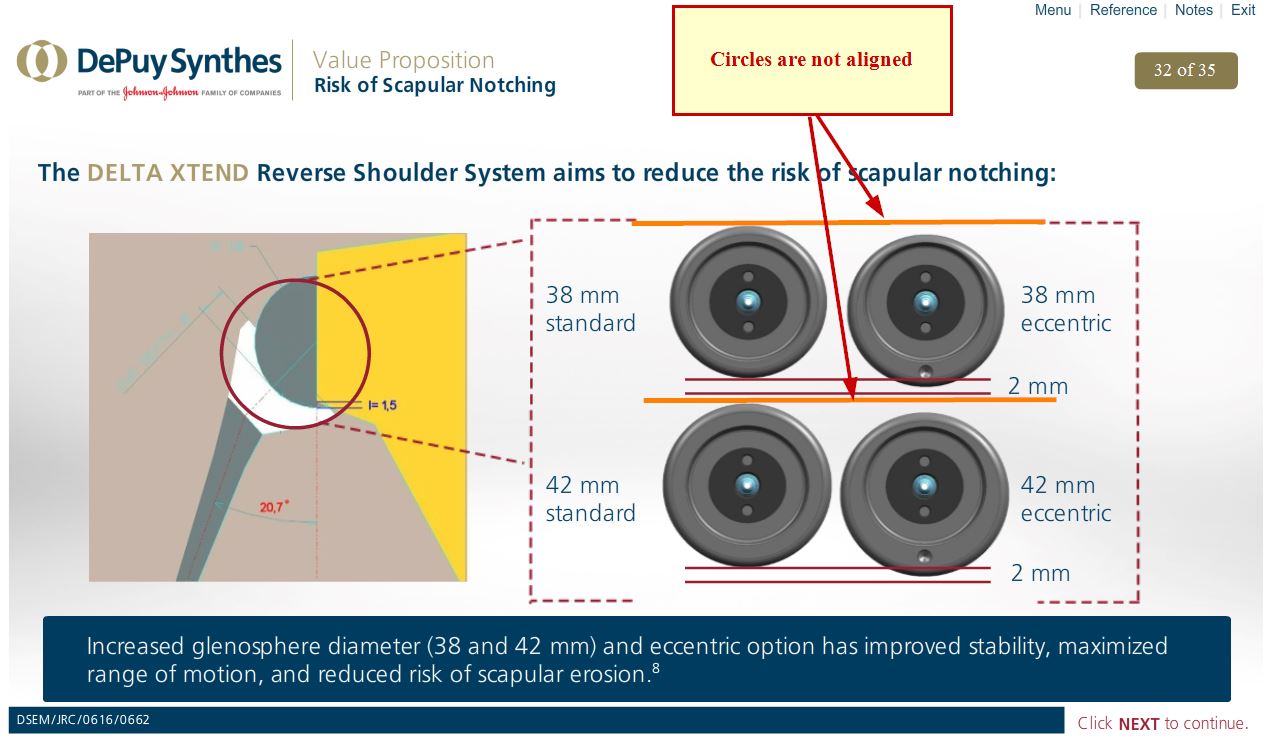 Menu | Reference | Notes | Exit
Circles are not aligned
DePuy Synthes
PART OF THE Johnson & Johnson FAMILY OF COMPANIES
Value Proposition
Risk of Scapular Notching
32 of 35
The DELTA XTEND Reverse Shoulder System aims to reduce the risk of scapular notching:
38 mm
standard
38 mm
eccentric
2 mm
l= 1,5
42 mm
standard
42 mm
eccentric
20,7°
2 mm
Increased glenosphere diameter (38 and 42 mm) and eccentric option has improved stability, maximized
range of motion, and reduced risk of scapular erosion.⁸
DSEM/JRC/0616/0662
Click NEXT to continue.